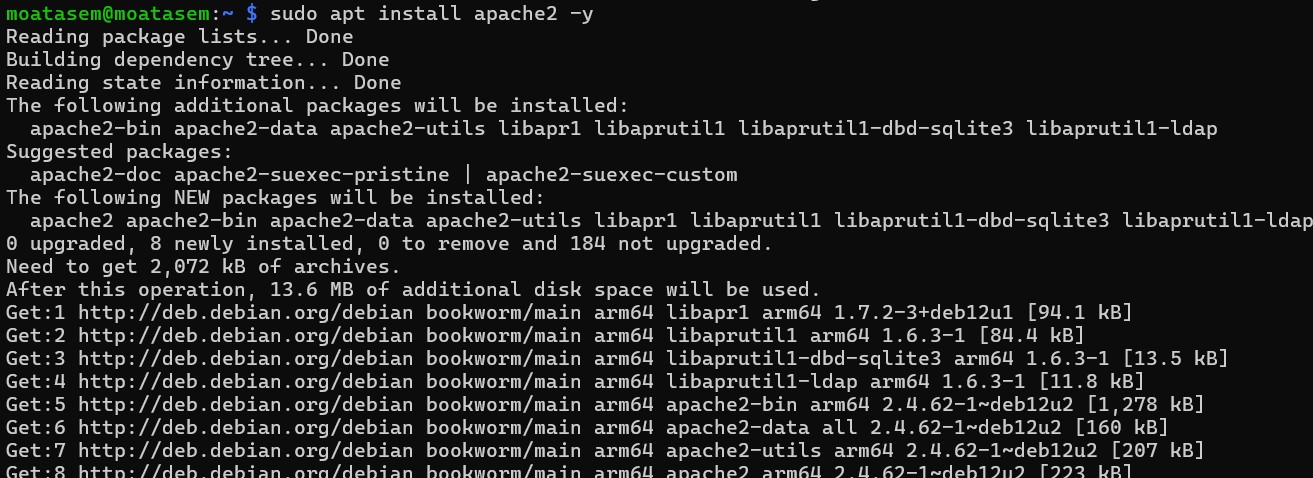 moatasem@moatasem:~ $ sudo apt install apache2 -y
Reading package lists... Done
Building dependency tree... Done
Reading state information... Done
The following additional packages will be installed:
  apache2-bin apache2-data apache2-utils libapr1 libaprutil1 libaprutil1-dbd-sqlite3 libaprutil1-ldap
Suggested packages:
  apache2-doc apache2-suexec-pristine | apache2-suexec-custom
The following NEW packages will be installed:
  apache2 apache2-bin apache2-data apache2-utils libapr1 libaprutil1 libaprutil1-dbd-sqlite3 libaprutil1-ldap
0 upgraded, 8 newly installed, 0 to remove and 184 not upgraded.
Need to get 2,072 kB of archives.
After this operation, 13.6 MB of additional disk space will be used.
Get:1 http://deb.debian.org/debian bookworm/main arm64 libapr1 arm64 1.7.2-3+deb12u1 [94.1 kB]
Get:2 http://deb.debian.org/debian bookworm/main arm64 libaprutil1 arm64 1.6.3-1 [84.4 kB]
Get:3 http://deb.debian.org/debian bookworm/main arm64 libaprutil1-dbd-sqlite3 arm64 1.6.3-1 [13.5 kB]
Get:4 http://deb.debian.org/debian bookworm/main arm64 libaprutil1-ldap arm64 1.6.3-1 [11.8 kB]
Get:5 http://deb.debian.org/debian bookworm/main arm64 apache2-bin arm64 2.4.62-1~deb12u2 [1,278 kB]
Get:6 http://deb.debian.org/debian bookworm/main arm64 apache2-data all 2.4.62-1~deb12u2 [160 kB]
Get:7 http://deb.debian.org/debian bookworm/main arm64 apache2-utils arm64 2.4.62-1~deb12u2 [207 kB]
Get:8 http://deb.debian.org/debian bookworm/main arm64 apache2 arm64 2.4.62-1~deb12u2 [223 kB]